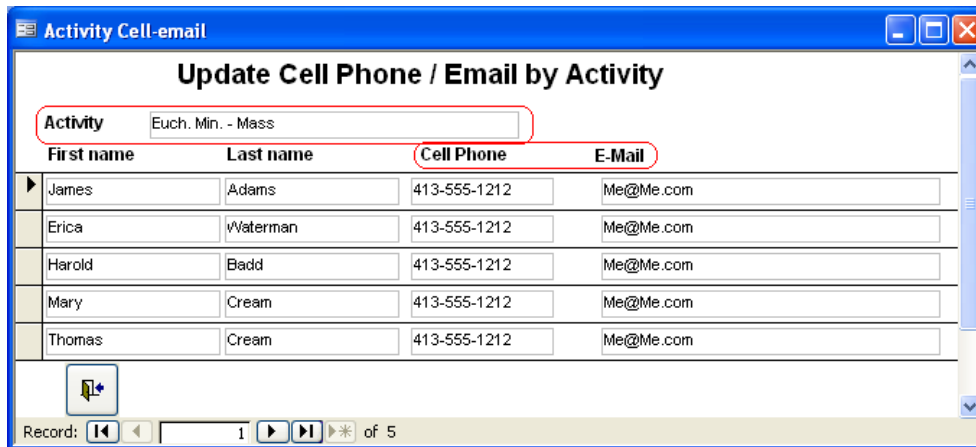 Activity Cell-email
Update Cell Phone / Email by Activity
Activity Euch. Min. - Mass
First name Last name Cell Phone E-Mail
James Adams 413-555-1212 Me@Me.com
Erica Waterman 413-555-1212 Me@Me.com
Harold Badd 413-555-1212 Me@Me.com
Mary Cream 413-555-1212 Me@Me.com
Thomas Cream 413-555-1212 Me@Me.com
Record: 1 of 5